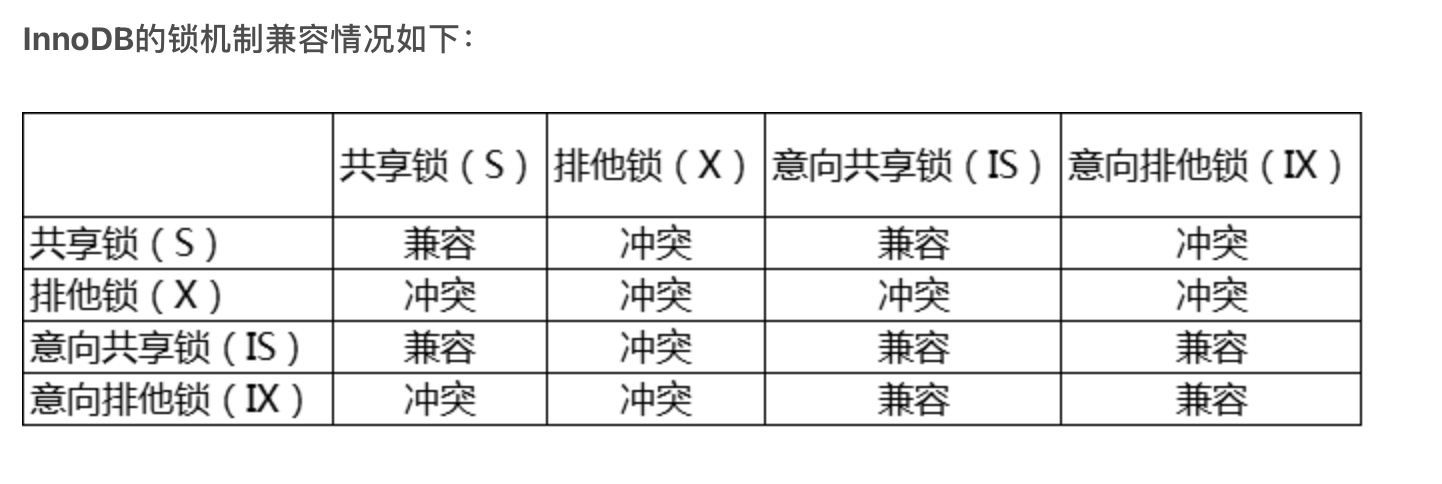 InnoDB的锁机制兼容情况如下：
共享锁（S） 排他锁（X） 意向共享锁（IS） 意向排他锁（IX）
共享锁（S） 兼容 冲突 兼容 冲突
排他锁（X） 冲突 冲突 冲突 冲突
意向共享锁（IS） 兼容 冲突 兼容 兼容
意向排他锁（IX） 冲突 冲突 兼容 兼容